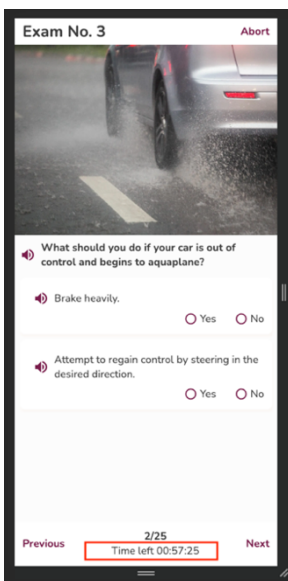 Exam No. 3
Abort
What should you do if your car is out of
control and begins to aquaplane?
Brake heavily.
Yes
No
Attempt to regain control by steering in the
desired direction.
Yes
No
2/25
Previous
Time left 00:57:25
Next